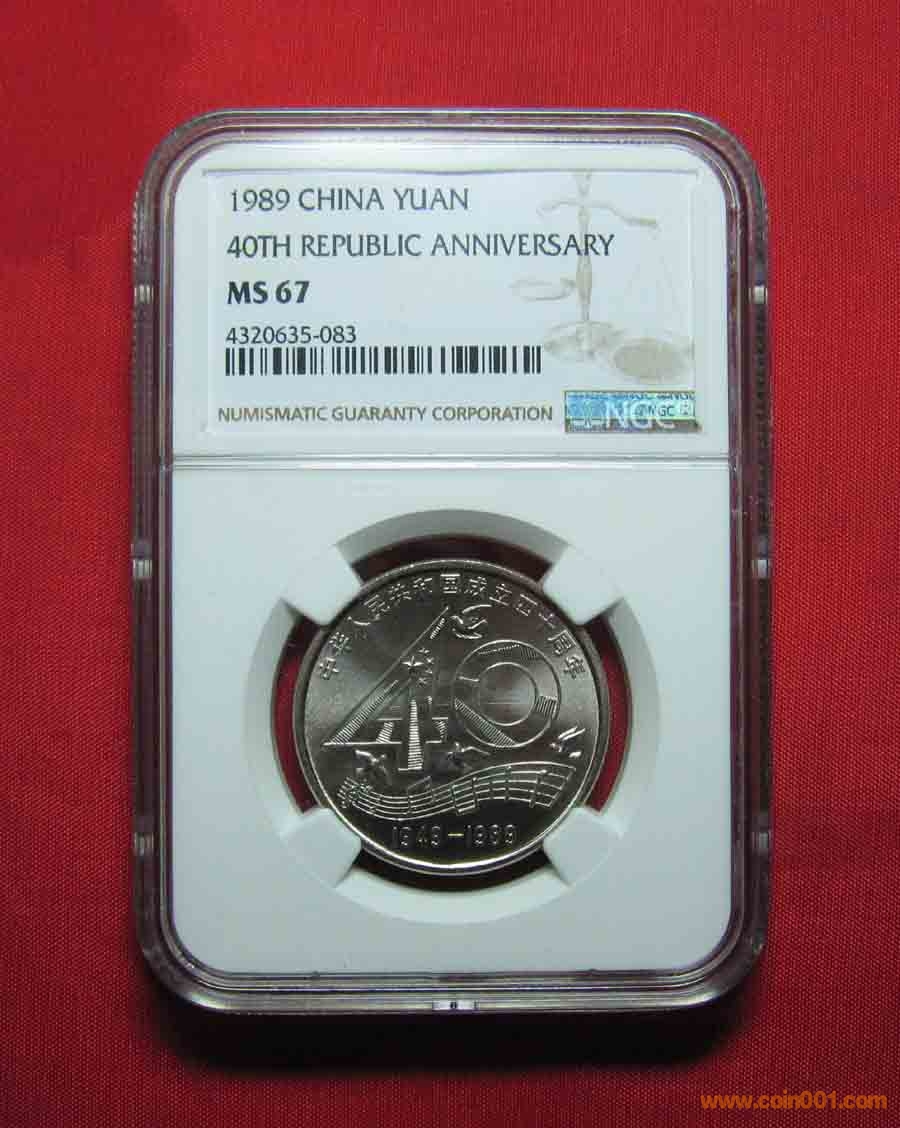 1989 CHINA YUAN
40TH REPUBLIC ANNIVERSARY
MS 67
4320635-083
NUMISMATIC GUARANTY CORPORATION
NGC
中华人民共和国成立四十周年
40
1949-1989
www.coin001.com